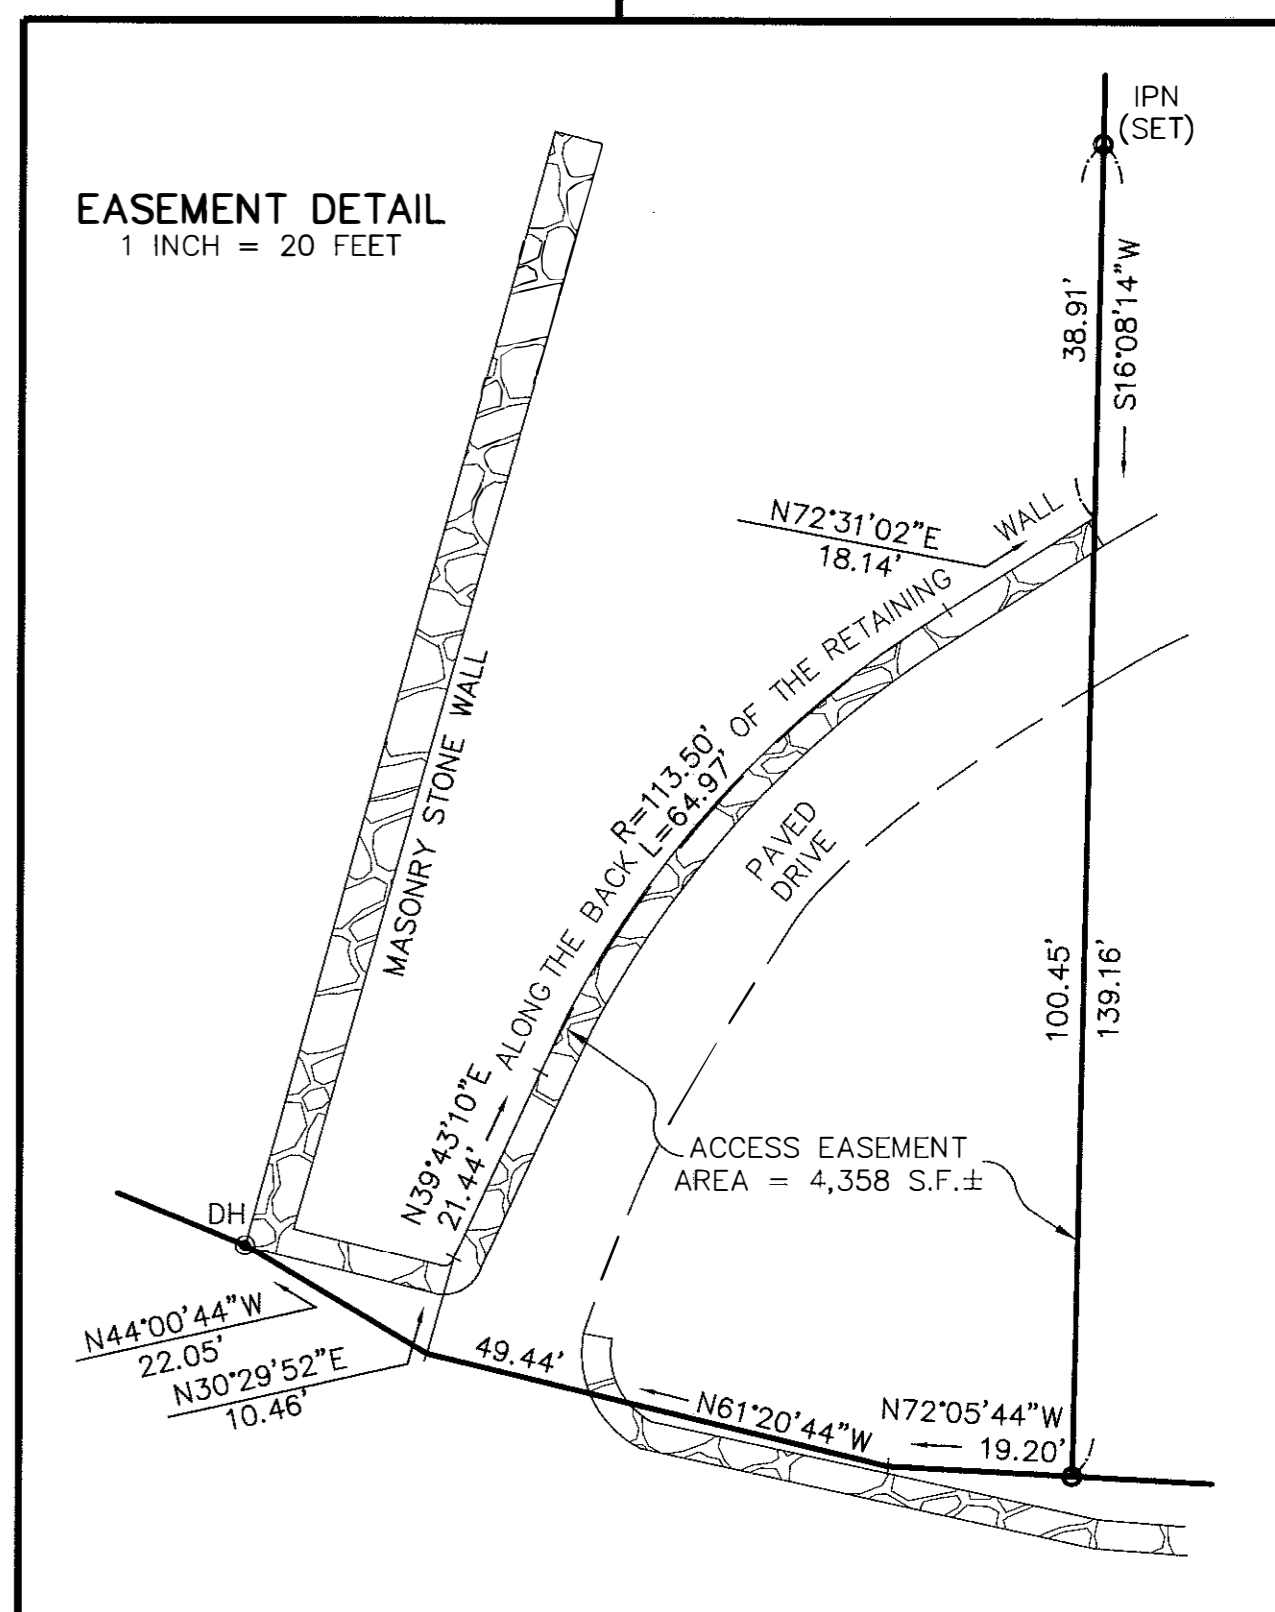 IPN
(SET)
EASEMENT DETAIL
1 INCH = 20 FEET
38.91'
S16°08'14"W
N72°31'02"E
18.14'
ALONG THE BACK OF THE RETAINING WALL
R=113.50'
L=64.97'
MASONRY STONE WALL
PAVED
DRIVE
100.45'
139.16'
N39°43'10"E
21.44'
ACCESS EASEMENT
AREA = 4,358 S.F.±
DH
N44°00'44"W
22.05'
N30°29'52"E
10.46'
49.44'
N61°20'44"W
N72°05'44"W
19.20'